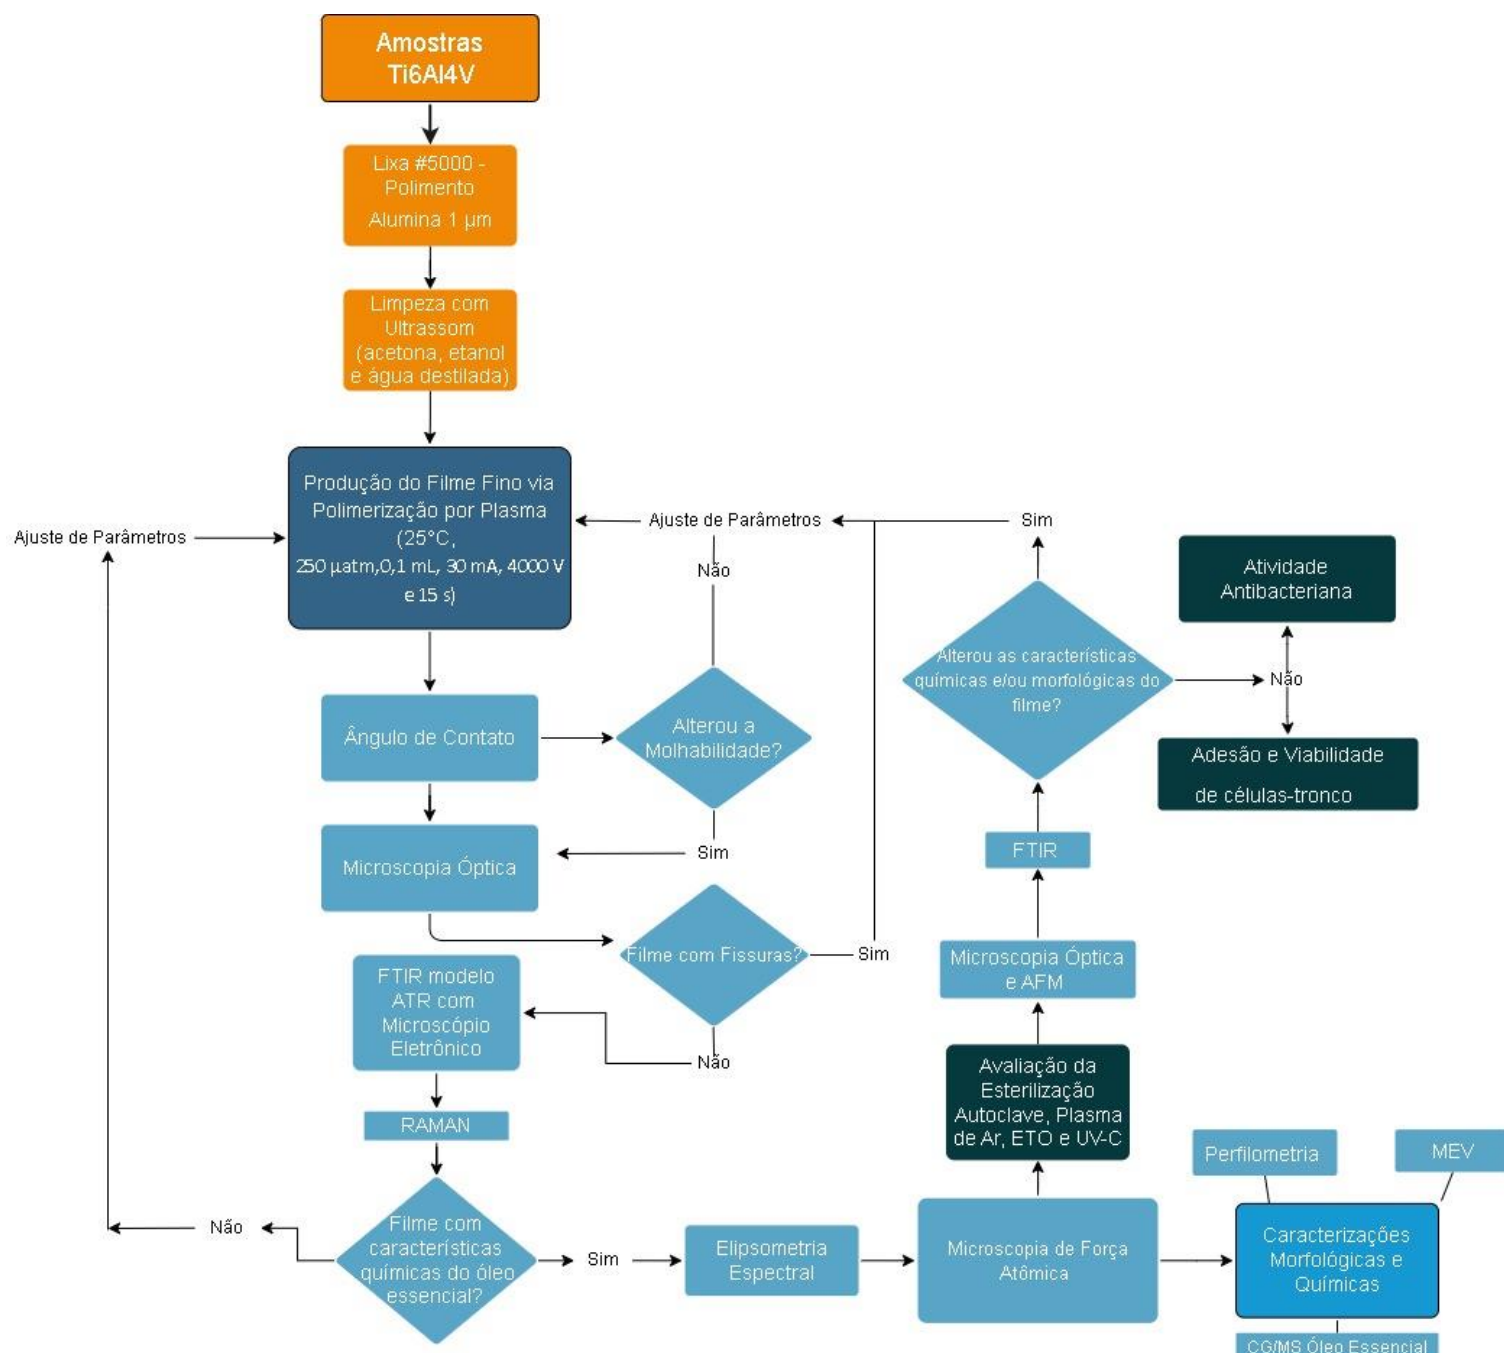 Amostras
Ti6Al4V
Lixa #5000 -
Polimento
Alumina 1 µm
Limpeza com
Ultrassom
(acetona, etanol
e água destilada)
Produção do Filme Fino via
Polimerização por Plasma
(25°C,
250 µatm,0,1 mL, 30 mA, 4000 V
e 15 s)
Ajuste de Parâmetros
Ajuste de Parâmetros
Sim
Não
Atividade
Antibacteriana
Alterou as características
químicas e/ou morfológicas do
filme?
Não
Ângulo de Contato
Alterou a
Molhabilidade?
Adesão e Viabilidade
de células-tronco
Sim
Microscopia Óptica
FTIR
Filme com Fissuras?
Sim
Microscopia Óptica
e AFM
FTIR modelo
ATR com
Microscópio
Eletrônico
Não
Avaliação da
Esterilização
Autoclave, Plasma
de Ar, ETO e UV-C
RAMAN
Perfilometria
MEV
Filme com
características
químicas do óleo
essencial?
Não
Sim
Elipsometria
Espectral
Microscopia de Força
Atômica
Caracterizações
Morfológicas e
Químicas
CG/MS Óleo Essencial